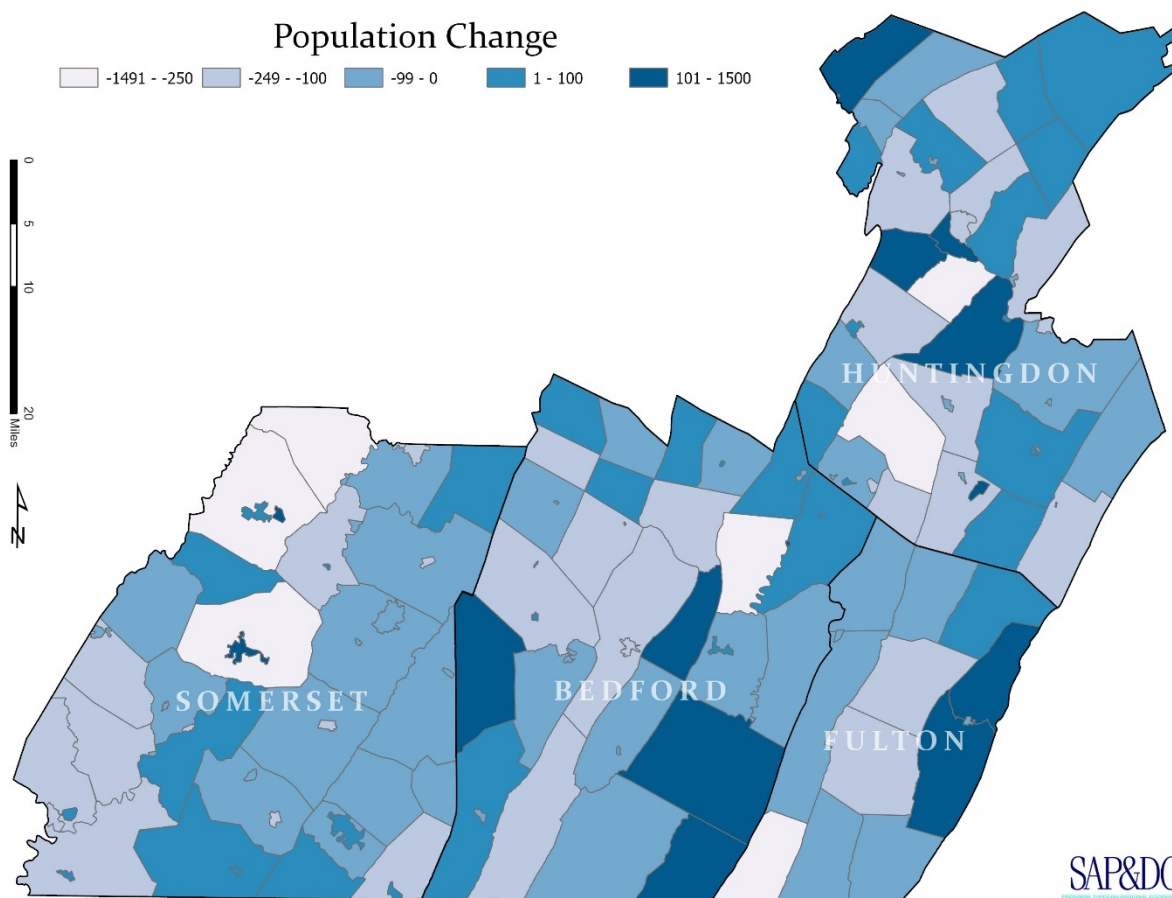 Population Change
-1491 - -250
-249 - -100
-99 - 0
1 - 100
101 - 1500
0
5
10
20
Miles
N
HUNTINGDON
SOMERSET
BEDFORD
FULTON
SAP&DC